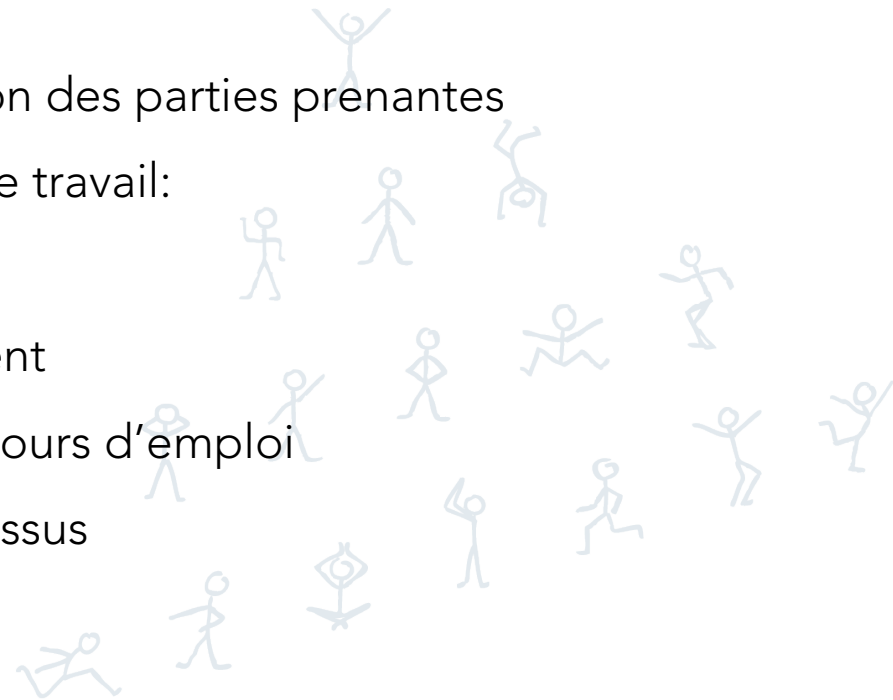 on des parties prenantes
e travail:
ent
ours d’emploi
ssus